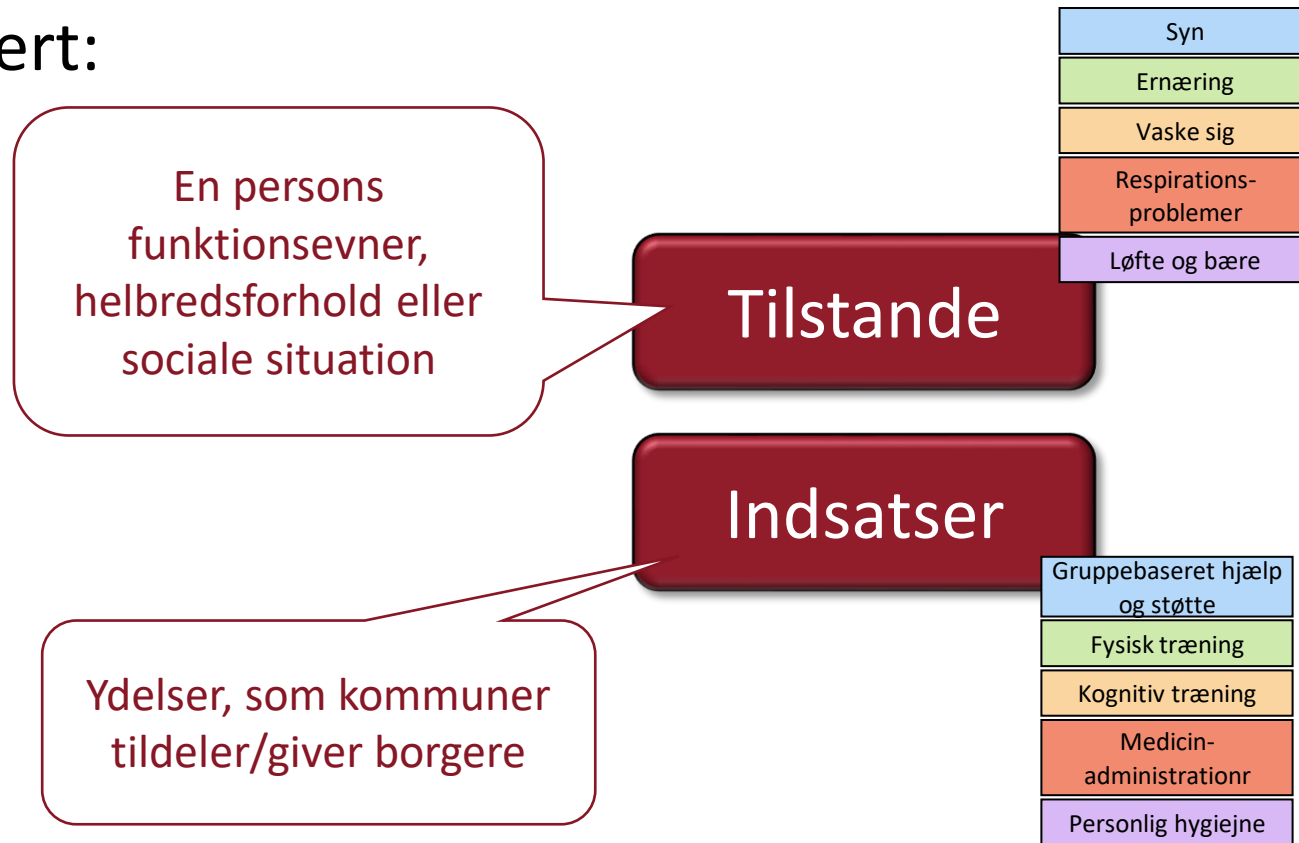 ert:
Syn
Ernæring
Vaske sig
Respirations-
problemer
Løfte og bære
En persons
funktionsevner,
helbredsforhold eller
sociale situation
Tilstande
Indsatser
Gruppebaseret hjælp
og støtte
Fysisk træning
Kognitiv træning
Medicin-
administrationr
Personlig hygiejne
Ydelser, som kommuner
tildeler/giver borgere